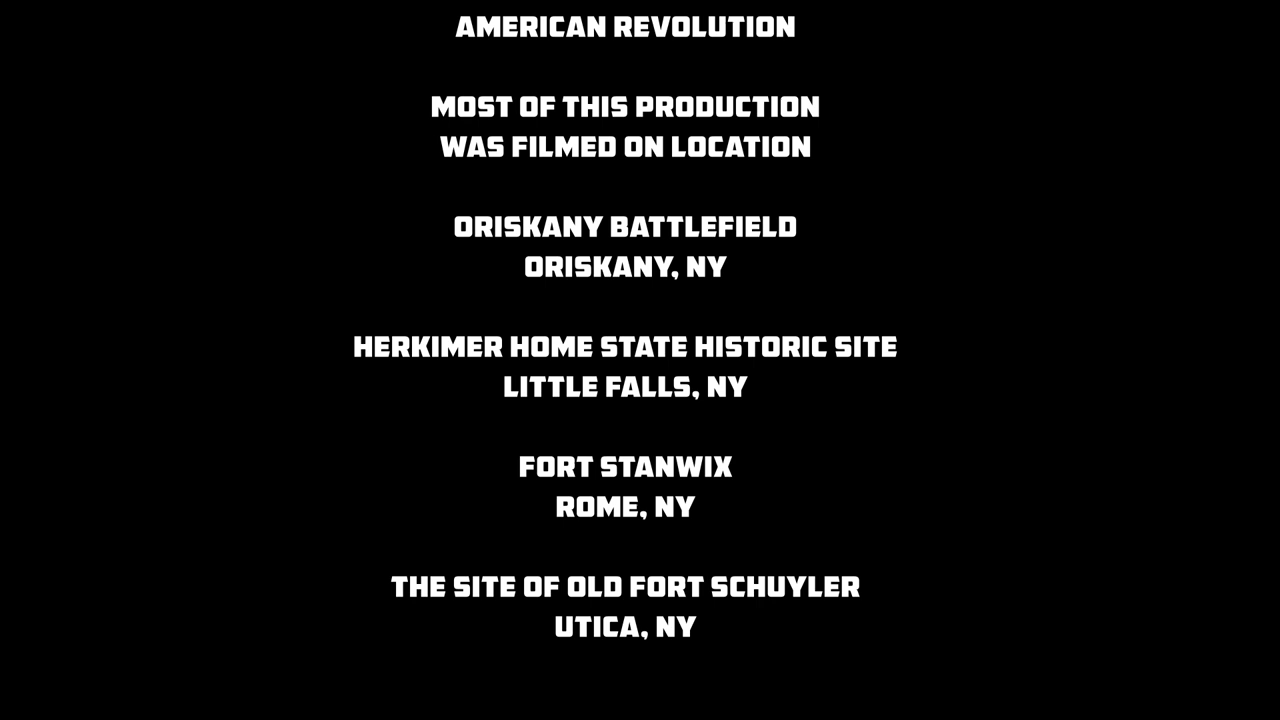 AMERICAN REVOLUTION
MOST OF THIS PRODUCTION
WAS FILMED ON LOCATION
ORISKANY BATTLEFIELD
ORISKANY, NY
HERKIMER HOME STATE HISTORIC SITE
LITTLE FALLS, NY
FORT STANWIX
ROME, NY
THE SITE OF OLD FORT SCHUYLER
UTICA, NY